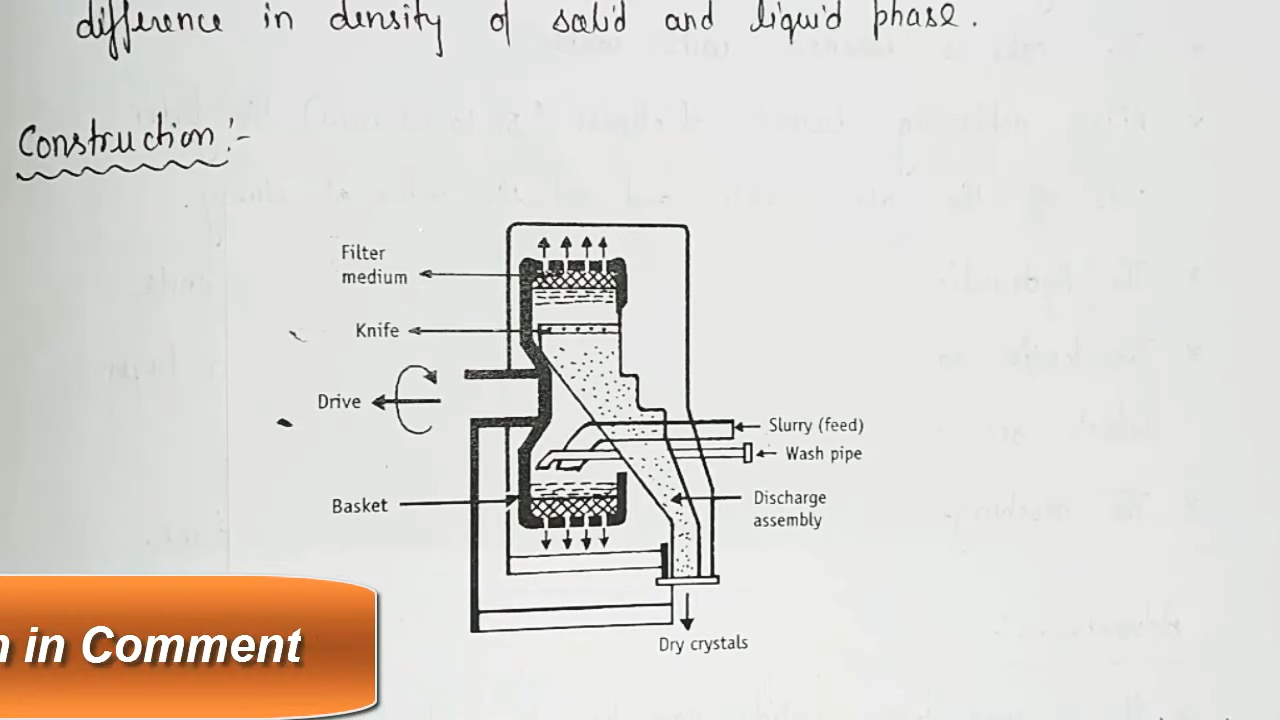 difference in density of solid and liquid phase.
Construction :-
Filter
medium
Knife
Drive
Slurry (feed)
Wash pipe
Basket
Discharge
assembly
Dry crystals
n in Comment